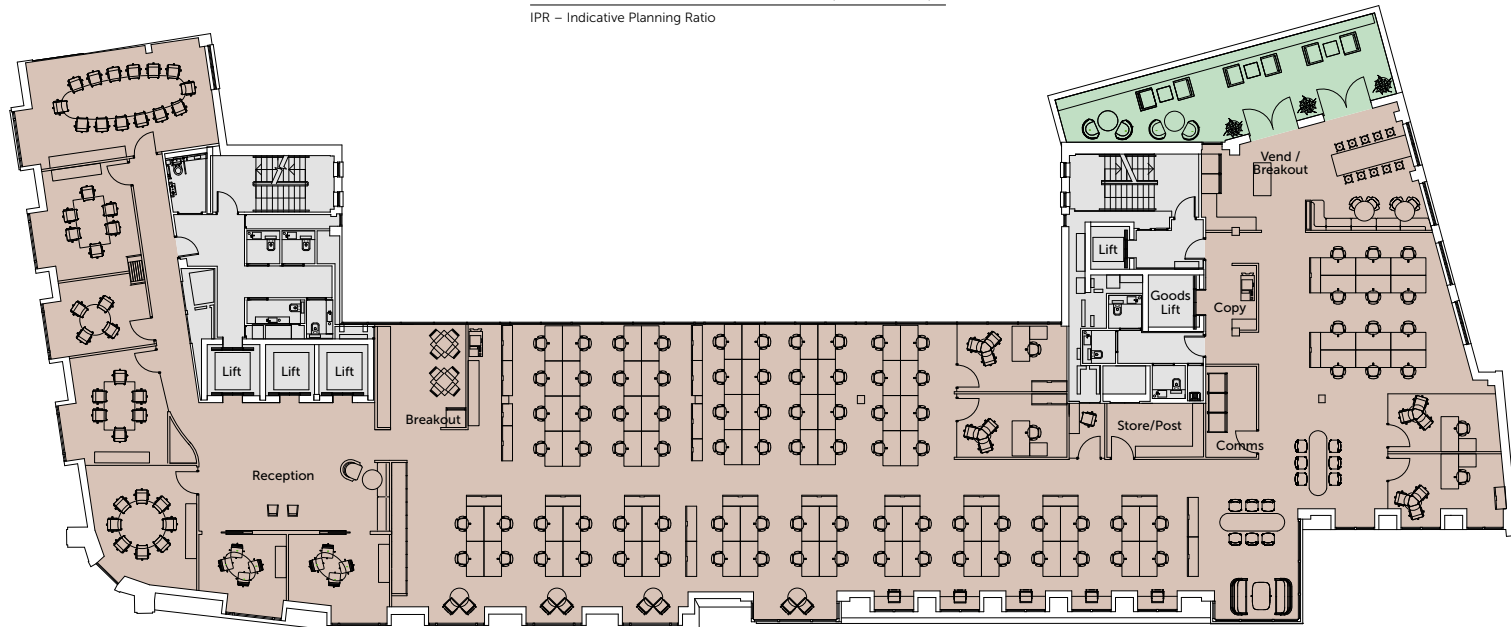 IPR – Indicative Planning Ratio
Vend /
Breakout
Lift
Goods
Lift
Copy
Lift
Lift
Lift
Breakout
Store/Post
Comms
Reception